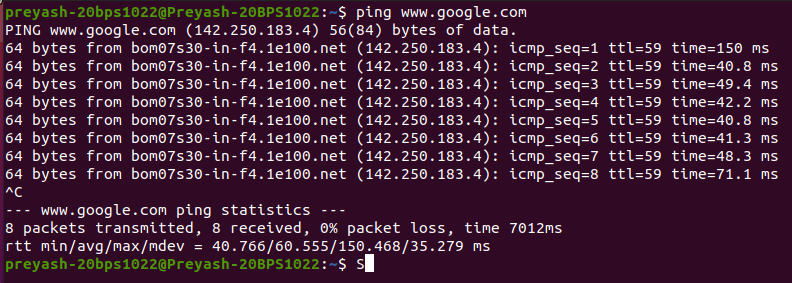 preyash-20bps1022@Preyash-20BPS1022:~$ ping www.google.com
PING www.google.com (142.250.183.4) 56(84) bytes of data.
64 bytes from bom07s30-in-f4.1e100.net (142.250.183.4): icmp_seq=1 ttl=59 time=150 ms
64 bytes from bom07s30-in-f4.1e100.net (142.250.183.4): icmp_seq=2 ttl=59 time=40.8 ms
64 bytes from bom07s30-in-f4.1e100.net (142.250.183.4): icmp_seq=3 ttl=59 time=49.4 ms
64 bytes from bom07s30-in-f4.1e100.net (142.250.183.4): icmp_seq=4 ttl=59 time=42.2 ms
64 bytes from bom07s30-in-f4.1e100.net (142.250.183.4): icmp_seq=5 ttl=59 time=40.8 ms
64 bytes from bom07s30-in-f4.1e100.net (142.250.183.4): icmp_seq=6 ttl=59 time=41.3 ms
64 bytes from bom07s30-in-f4.1e100.net (142.250.183.4): icmp_seq=7 ttl=59 time=48.3 ms
64 bytes from bom07s30-in-f4.1e100.net (142.250.183.4): icmp_seq=8 ttl=59 time=71.1 ms
^C
--- www.google.com ping statistics ---
8 packets transmitted, 8 received, 0% packet loss, time 7012ms
rtt min/avg/max/mdev = 40.766/60.555/150.468/35.279 ms
preyash-20bps1022@Preyash-20BPS1022:~$ S